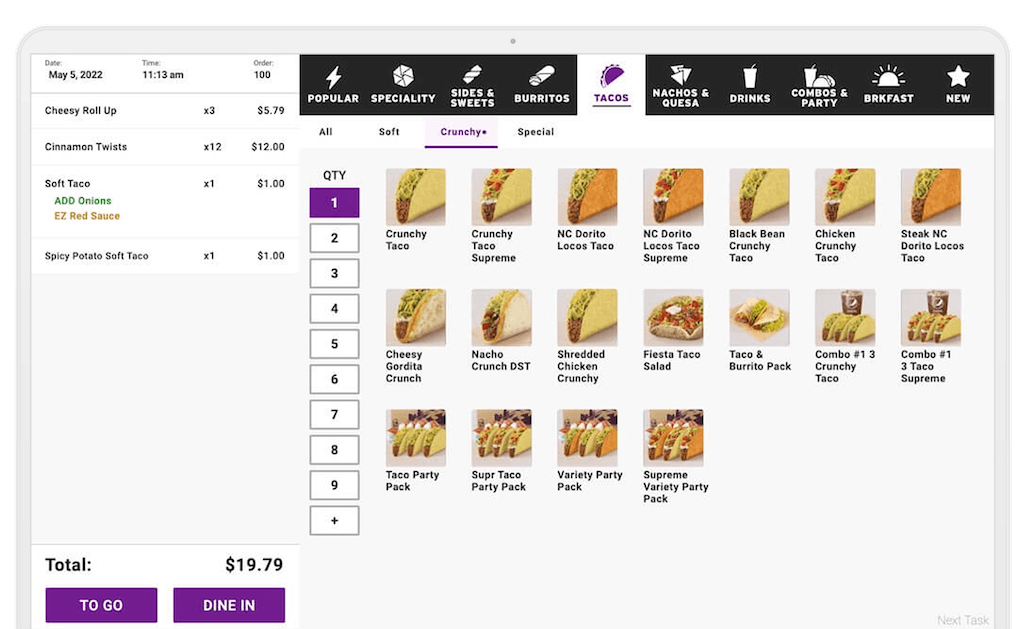 Date: Time: Order:
May 5, 2022 11:13 am 100
Cheesy Roll Up x3 $5.79
Cinnamon Twists x12 $12.00
Soft Taco x1 $1.00
ADD Onions
EZ Red Sauce
Spicy Potato Soft Taco x1 $1.00
Total: $19.79
TO GO DINE IN
POPULAR
SPECIALITY
SIDES &
SWEETS
BURRITOS
TACOS
NACHOS &
QUESA
DRINKS
COMBOS &
PARTY
BRKFAST
NEW
All Soft Crunchy• Special
QTY
1
2
3
4
5
6
7
8
9
+
Crunchy
Taco
Crunchy
Taco
Supreme
NC Dorito
Locos Taco
NC Dorito
Locos Taco
Supreme
Black Bean
Crunchy
Taco
Chicken
Crunchy
Taco
Steak NC
Dorito Locos
Taco
Cheesy
Gordita
Crunch
Nacho
Crunch DST
Shredded
Chicken
Crunchy
Fiesta Taco
Salad
Taco &
Burrito Pack
Combo #1 3
Crunchy
Taco
Combo #1
3 Taco
Supreme
Taco Party
Pack
Supr Taco
Party Pack
Variety Party
Pack
Supreme
Variety Party
Pack
Next Task